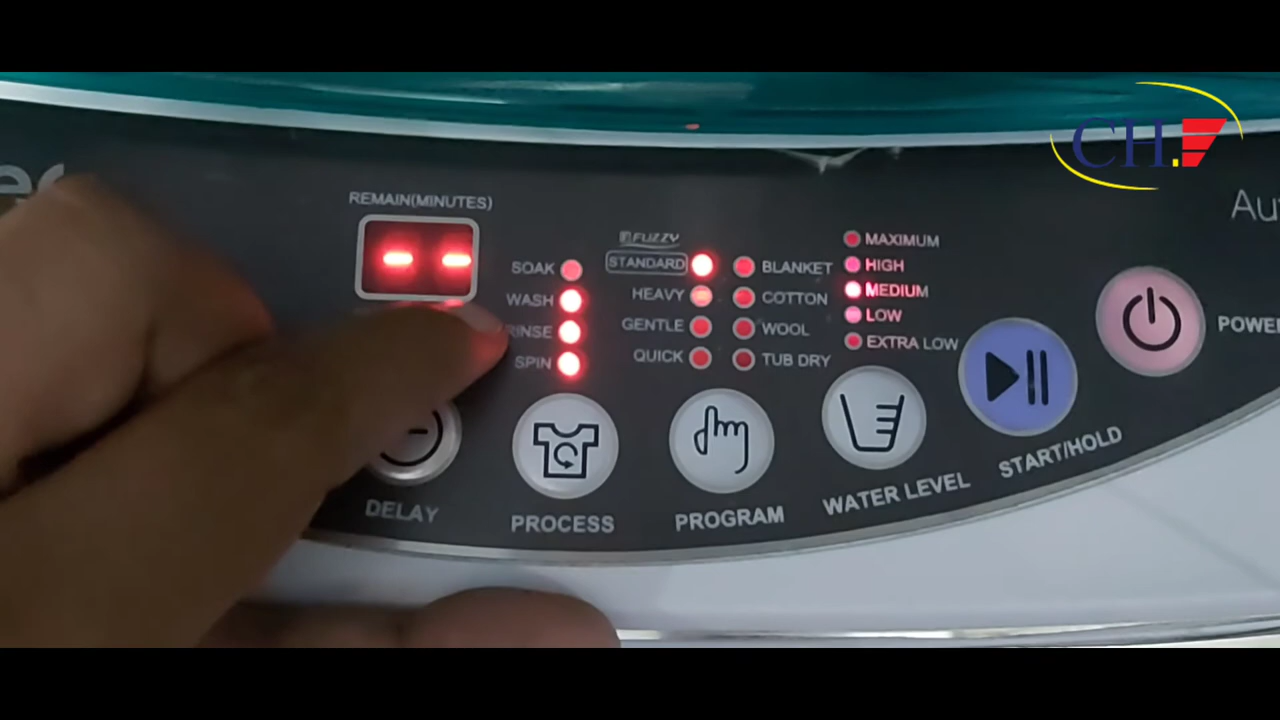 REMAIN(MINUTES)
--
SOAK
WASH
RINSE
SPIN
FUZZY
STANDARD
HEAVY
GENTLE
QUICK
BLANKET
COTTON
WOOL
TUB DRY
MAXIMUM
HIGH
MEDIUM
LOW
EXTRA LOW
DELAY
PROCESS
PROGRAM
WATER LEVEL
START/HOLD
CH.